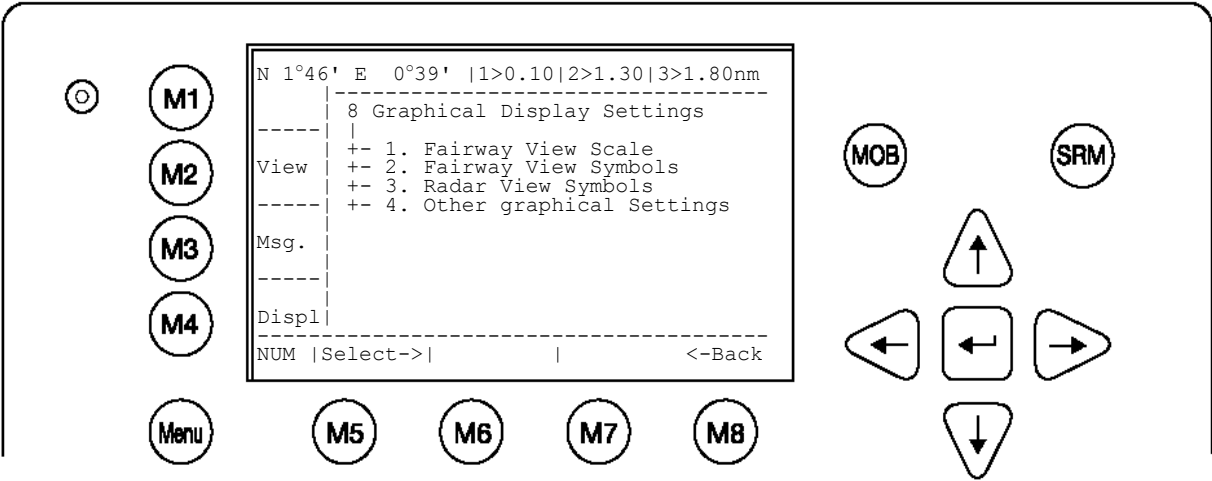 N 1°46' E 0°39' |1>0.10|2>1.30|3>1.80nm
8 Graphical Display Settings
+- 1. Fairway View Scale
View +- 2. Fairway View Symbols
+- 3. Radar View Symbols
+- 4. Other graphical Settings
Msg.
Displ
NUM |Select->| | <-Back
M1
M2
M3
M4
Menu
M5
M6
M7
M8
MOB
SRM